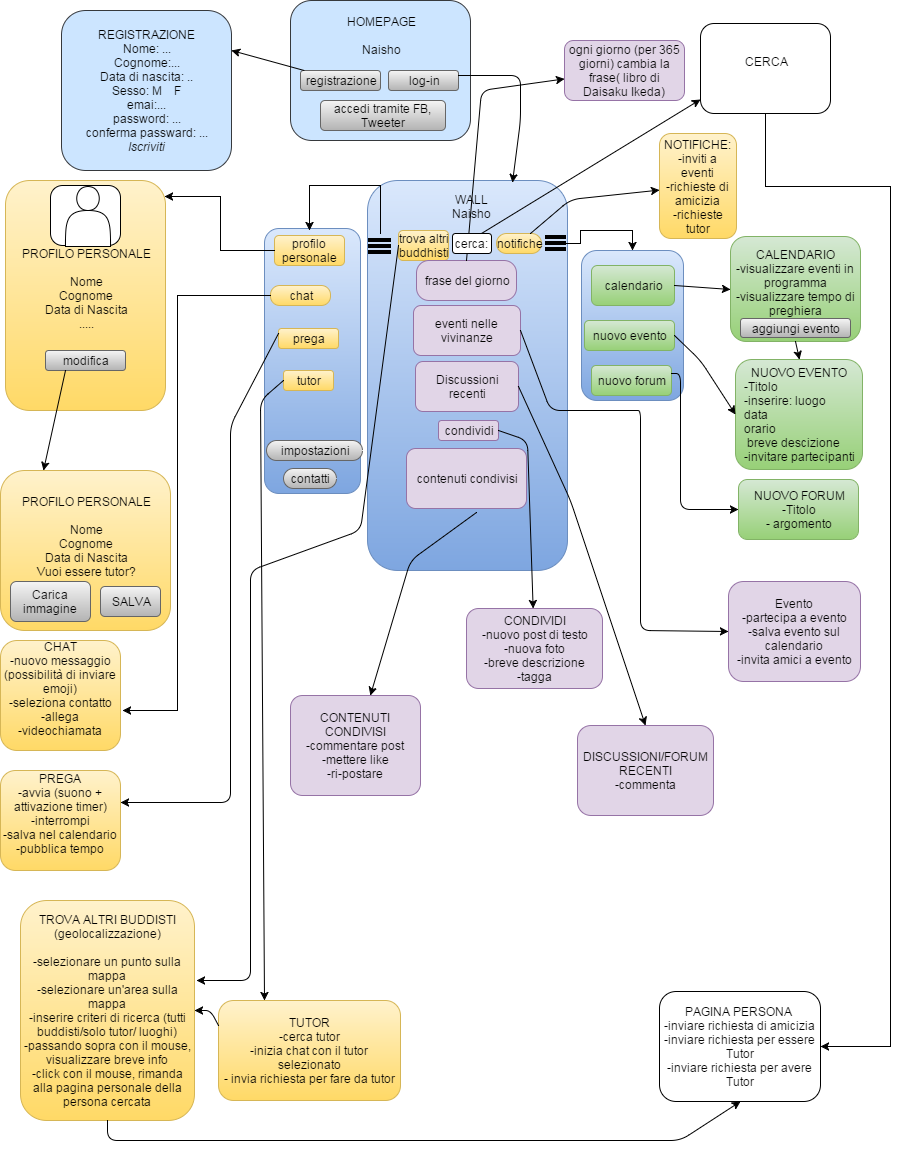 REGISTRAZIONE
Nome: ...
Cognome:...
Data di nascita: ..
Sesso: M    F
emai:...
password: ...
conferma passward: ...
Iscriviti
HOMEPAGE
Naisho
registrazione
log-in
accedi tramite FB,
Tweeter
ogni giorno (per 365
giorni) cambia la
frase( libro di
Daisaku Ikeda)
CERCA
NOTIFICHE:
-inviti a
eventi
-richieste di
amicizia
-richieste
tutor
PROFILO PERSONALE
Nome
Cognome
Data di Nascita
.....
modifica
profilo
personale
chat
prega
tutor
impostazioni
contatti
WALL
Naisho
trova altri
buddhisti
cerca:
notifiche
frase del giorno
eventi nelle
vivinanze
Discussioni
recenti
condividi
contenuti condivisi
calendario
nuovo evento
nuovo forum
CALENDARIO
-visualizzare eventi in
programma
-visualizzare tempo di
preghiera
aggiungi evento
NUOVO EVENTO
-Titolo
-inserire: luogo
data
orario
breve descizione
-invitare partecipanti
NUOVO FORUM
-Titolo
- argomento
PROFILO PERSONALE
Nome
Cognome
Data di Nascita
Vuoi essere tutor?
Carica
immagine
SALVA
CHAT
-nuovo messaggio
(possibilità di inviare
emoji)
-seleziona contatto
-allega
-videochiamata
PREGA
-avvia (suono +
attivazione timer)
-interrompi
-salva nel calendario
-pubblica tempo
CONDIVIDI
-nuovo post di testo
-nuova foto
-breve descrizione
-tagga
Evento
-partecipa a evento
-salva evento sul
calendario
-invita amici a evento
CONTENUTI
CONDIVISI
-commentare post
-mettere like
-ri-postare
DISCUSSIONI/FORUM
RECENTI
-commenta
TROVA ALTRI BUDDISTI
(geolocalizzazione)
-selezionare un punto sulla
mappa
-selezionare un'area sulla
mappa
-inserire criteri di ricerca (tutti
buddisti/solo tutor/ luoghi)
-passando sopra con il mouse,
visualizzare breve info
-click con il mouse, rimanda
alla pagina personale della
persona cercata
TUTOR
-cerca tutor
-inizia chat con il tutor
selezionato
- invia richiesta per fare da tutor
PAGINA PERSONA
-inviare richiesta di amicizia
-inviare richiesta per essere
Tutor
-inviare richiesta per avere
Tutor